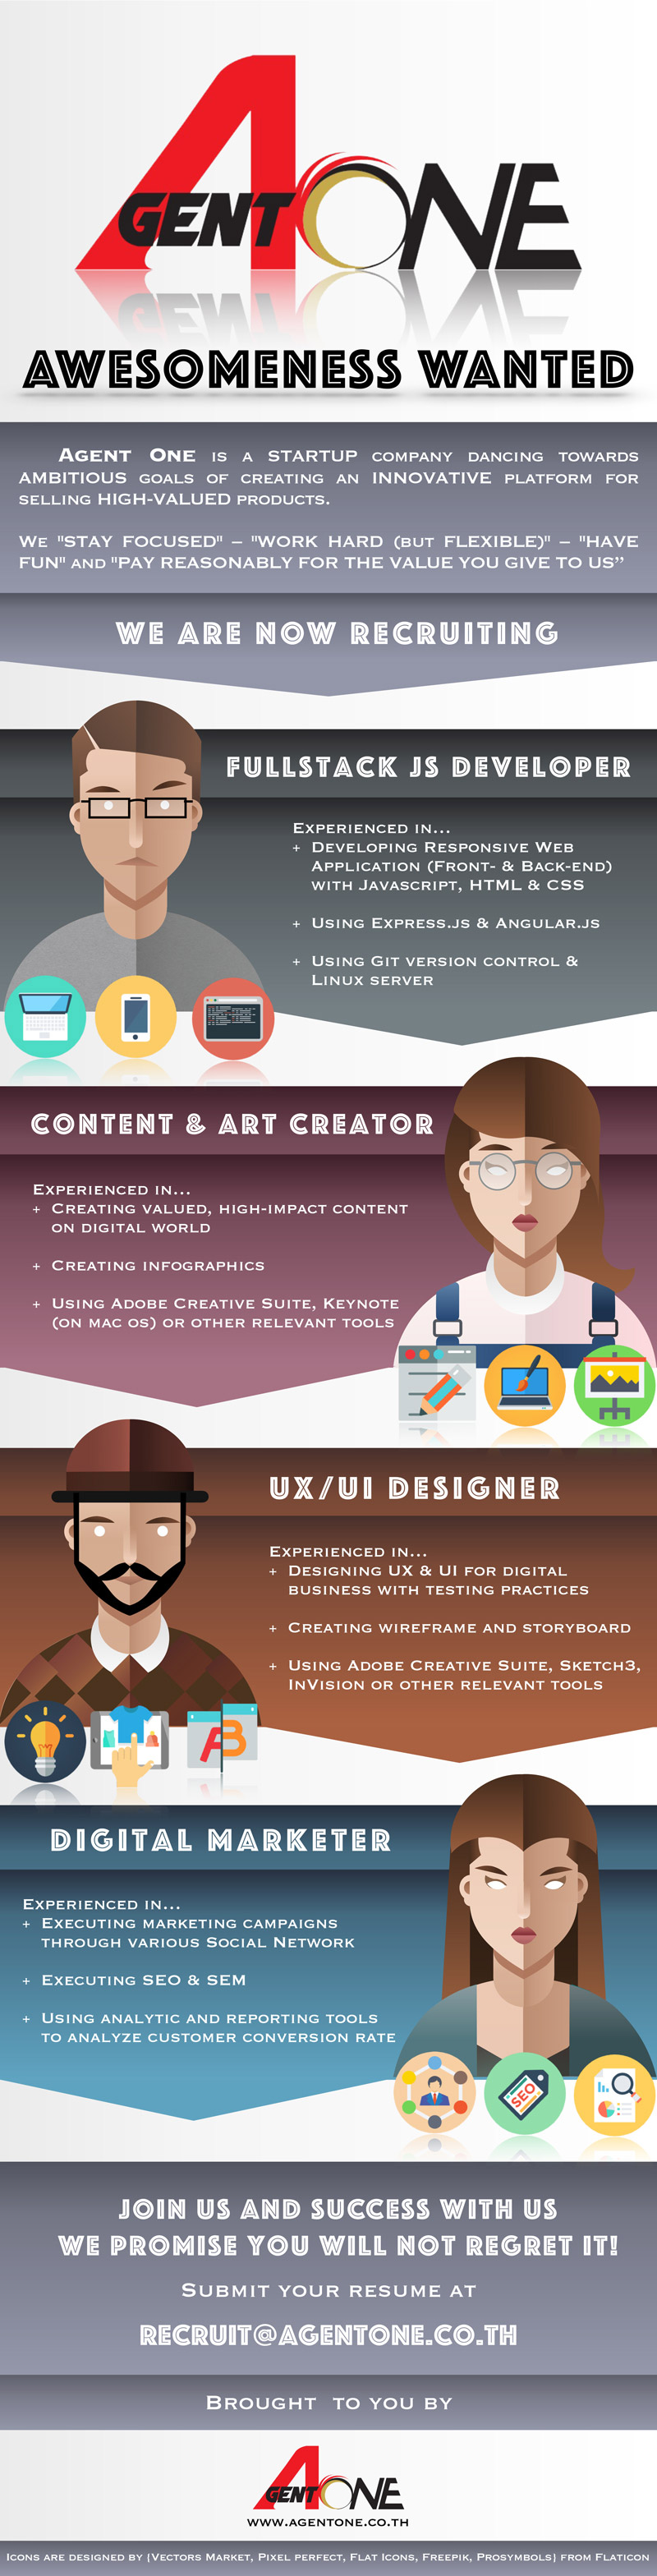 AGENT ONE
AWESOMENESS WANTED
AGENT ONE IS A STARTUP COMPANY DANCING TOWARDS
AMBITIOUS GOALS OF CREATING AN INNOVATIVE PLATFORM FOR
SELLING HIGH-VALUED PRODUCTS.
WE "STAY FOCUSED" – "WORK HARD (BUT FLEXIBLE)" – "HAVE
FUN" AND "PAY REASONABLY FOR THE VALUE YOU GIVE TO US”
WE ARE NOW RECRUITING
FULLSTACK JS DEVELOPER
EXPERIENCED IN...
+ DEVELOPING RESPONSIVE WEB
APPLICATION (FRONT- & BACK-END)
WITH JAVASCRIPT, HTML & CSS
+ USING EXPRESS.JS & ANGULAR.JS
+ USING GIT VERSION CONTROL &
LINUX SERVER
CONTENT & ART CREATOR
EXPERIENCED IN...
+ CREATING VALUED, HIGH-IMPACT CONTENT
ON DIGITAL WORLD
+ CREATING INFOGRAPHICS
+ USING ADOBE CREATIVE SUITE, KEYNOTE
(ON MAC OS) OR OTHER RELEVANT TOOLS
UX/UI DESIGNER
EXPERIENCED IN...
+ DESIGNING UX & UI FOR DIGITAL
BUSINESS WITH TESTING PRACTICES
+ CREATING WIREFRAME AND STORYBOARD
+ USING ADOBE CREATIVE SUITE, SKETCH3,
INVISION OR OTHER RELEVANT TOOLS
AB
DIGITAL MARKETER
EXPERIENCED IN...
+ EXECUTING MARKETING CAMPAIGNS
THROUGH VARIOUS SOCIAL NETWORK
+ EXECUTING SEO & SEM
+ USING ANALYTIC AND REPORTING TOOLS
TO ANALYZE CUSTOMER CONVERSION RATE
SEO
JOIN US AND SUCCESS WITH US
WE PROMISE YOU WILL NOT REGRET IT!
SUBMIT YOUR RESUME AT
RECRUIT@AGENTONE.CO.TH
BROUGHT TO YOU BY
AGENT ONE
WWW.AGENTONE.CO.TH
ICONS ARE DESIGNED BY {VECTORS MARKET, PIXEL PERFECT, FLAT ICONS, FREEPIK, PROSYMBOLS} FROM FLATICON